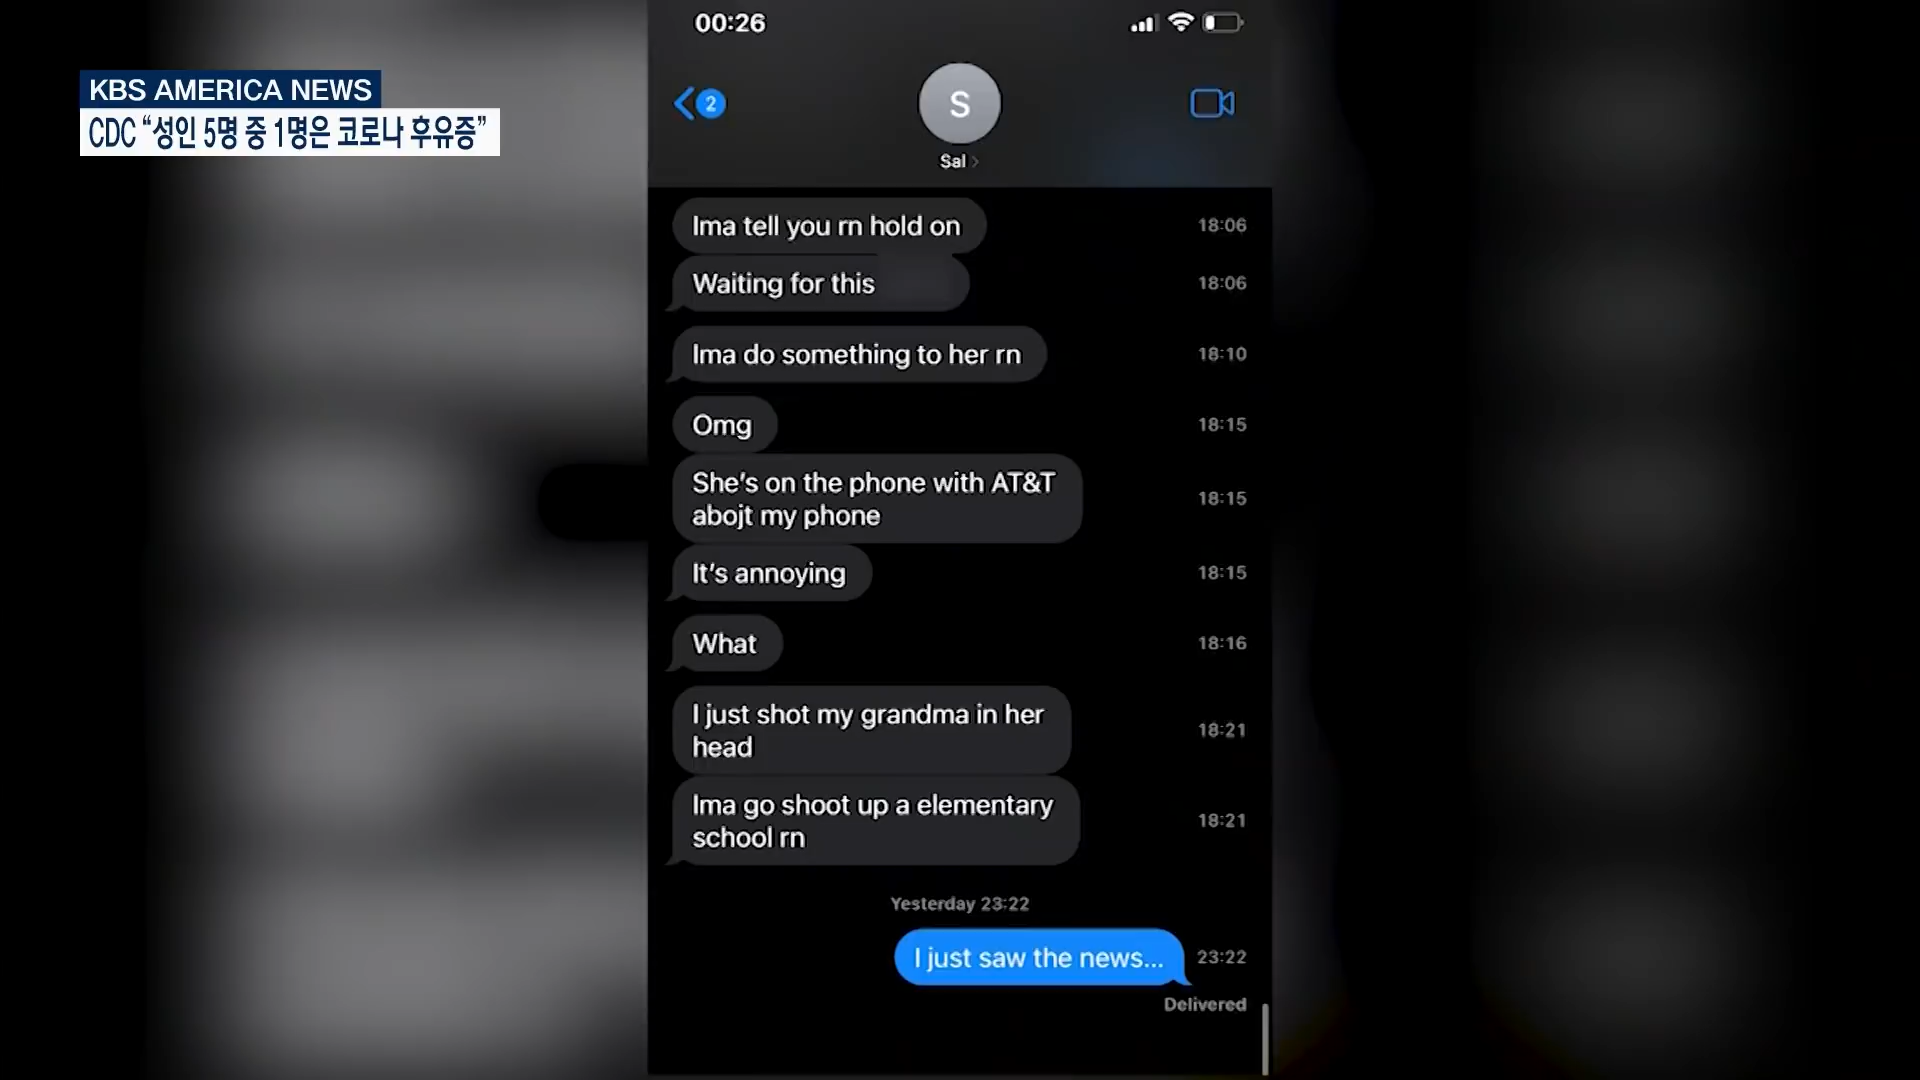 00:26
KBS AMERICA NEWS
CDC “성인 5명 중 1명은 코로나 후유증”
2
S
Sal
Ima tell you rn hold on
18:06
Waiting for this
18:06
Ima do something to her rn
18:10
Omg
18:15
She's on the phone with AT&T
abojt my phone
18:15
It's annoying
18:15
What
18:16
I just shot my grandma in her
head
18:21
Ima go shoot up a elementary
school rn
18:21
Yesterday 23:22
I just saw the news...
23:22
Delivered